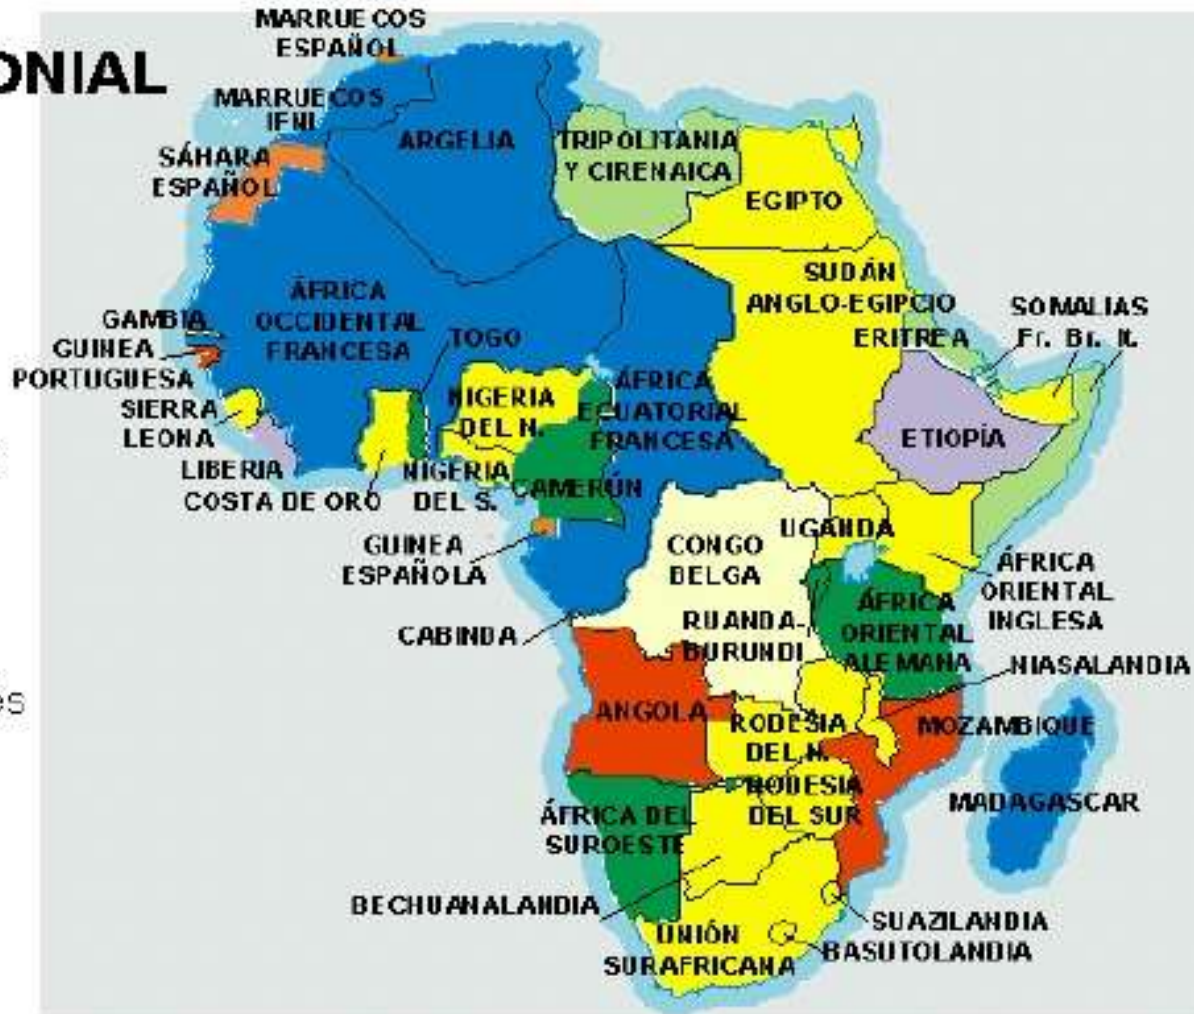 ONIAL
MARRUECOS
ESPAÑOL
MARRUECOS
IFNI
SÁHARA
ESPAÑOL
ARGELIA
TRIPOLITANIA
Y CIRENAICA
EGIPTO
SUDÁN
ANGLO-EGIPCIO
ERITREA
SOMALIAS
Fr. Br. It.
ÁFRICA
OCCIDENTAL
FRANCESA
GAMBIA
GUINEA
PORTUGUESA
SIERRA
LEONA
LIBERIA
COSTA DE ORO
TOGO
NIGERIA
DEL N.
NIGERIA
DEL S.
CAMERÚN
ÁFRICA
ECUATORIAL
FRANCESA
ETIOPÍA
GUINEA
ESPAÑOLA
CABINDA
CONGO
BELGA
UGANDA
RUANDA-
BURUNDI
ÁFRICA
ORIENTAL
INGLESA
ÁFRICA
ORIENTAL
ALEMANA
NIASALANDIA
es
ANGOLA
RODESIA
DEL N.
MOZAMBIQUE
RODESIA
DEL SUR
MADAGASCAR
ÁFRICA DEL
SUROESTE
BECHUANALANDIA
UNIÓN
SURAFRICANA
SUAZILANDIA
BASUTOLANDIA